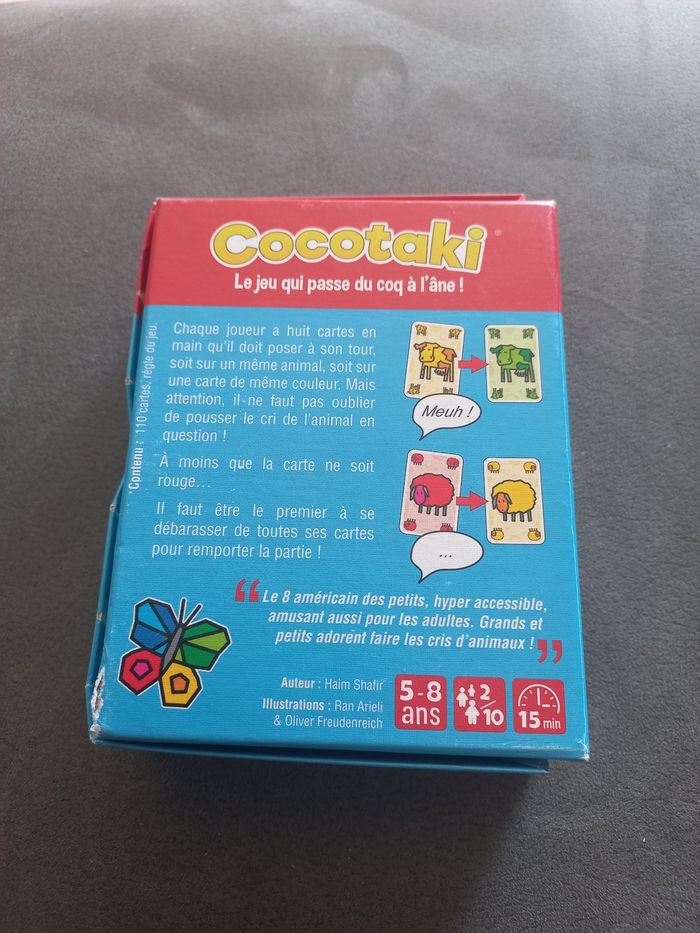 Cocotaki
Le jeu qui passe du coq à l'âne !
Chaque joueur a huit cartes en
main qu'il doit poser à son tour,
soit sur un même animal, soit sur
une carte de même couleur. Mais
attention, il ne faut pas oublier
de pousser le cri de l'animal en
question !
À moins que la carte ne soit
rouge...
Il faut être le premier à se
débarasser de toutes ses cartes
pour remporter la partie !
Meuh !
...
Contenu : 110 cartes, règle du jeu.
“ Le 8 américain des petits, hyper accessible,
amusant aussi pour les adultes. Grands et
petits adorent faire les cris d'animaux ! ”
Auteur : Haim Shafir
Illustrations : Ran Arieli
& Oliver Freudenreich
5-8
ans
2
/10
15 min